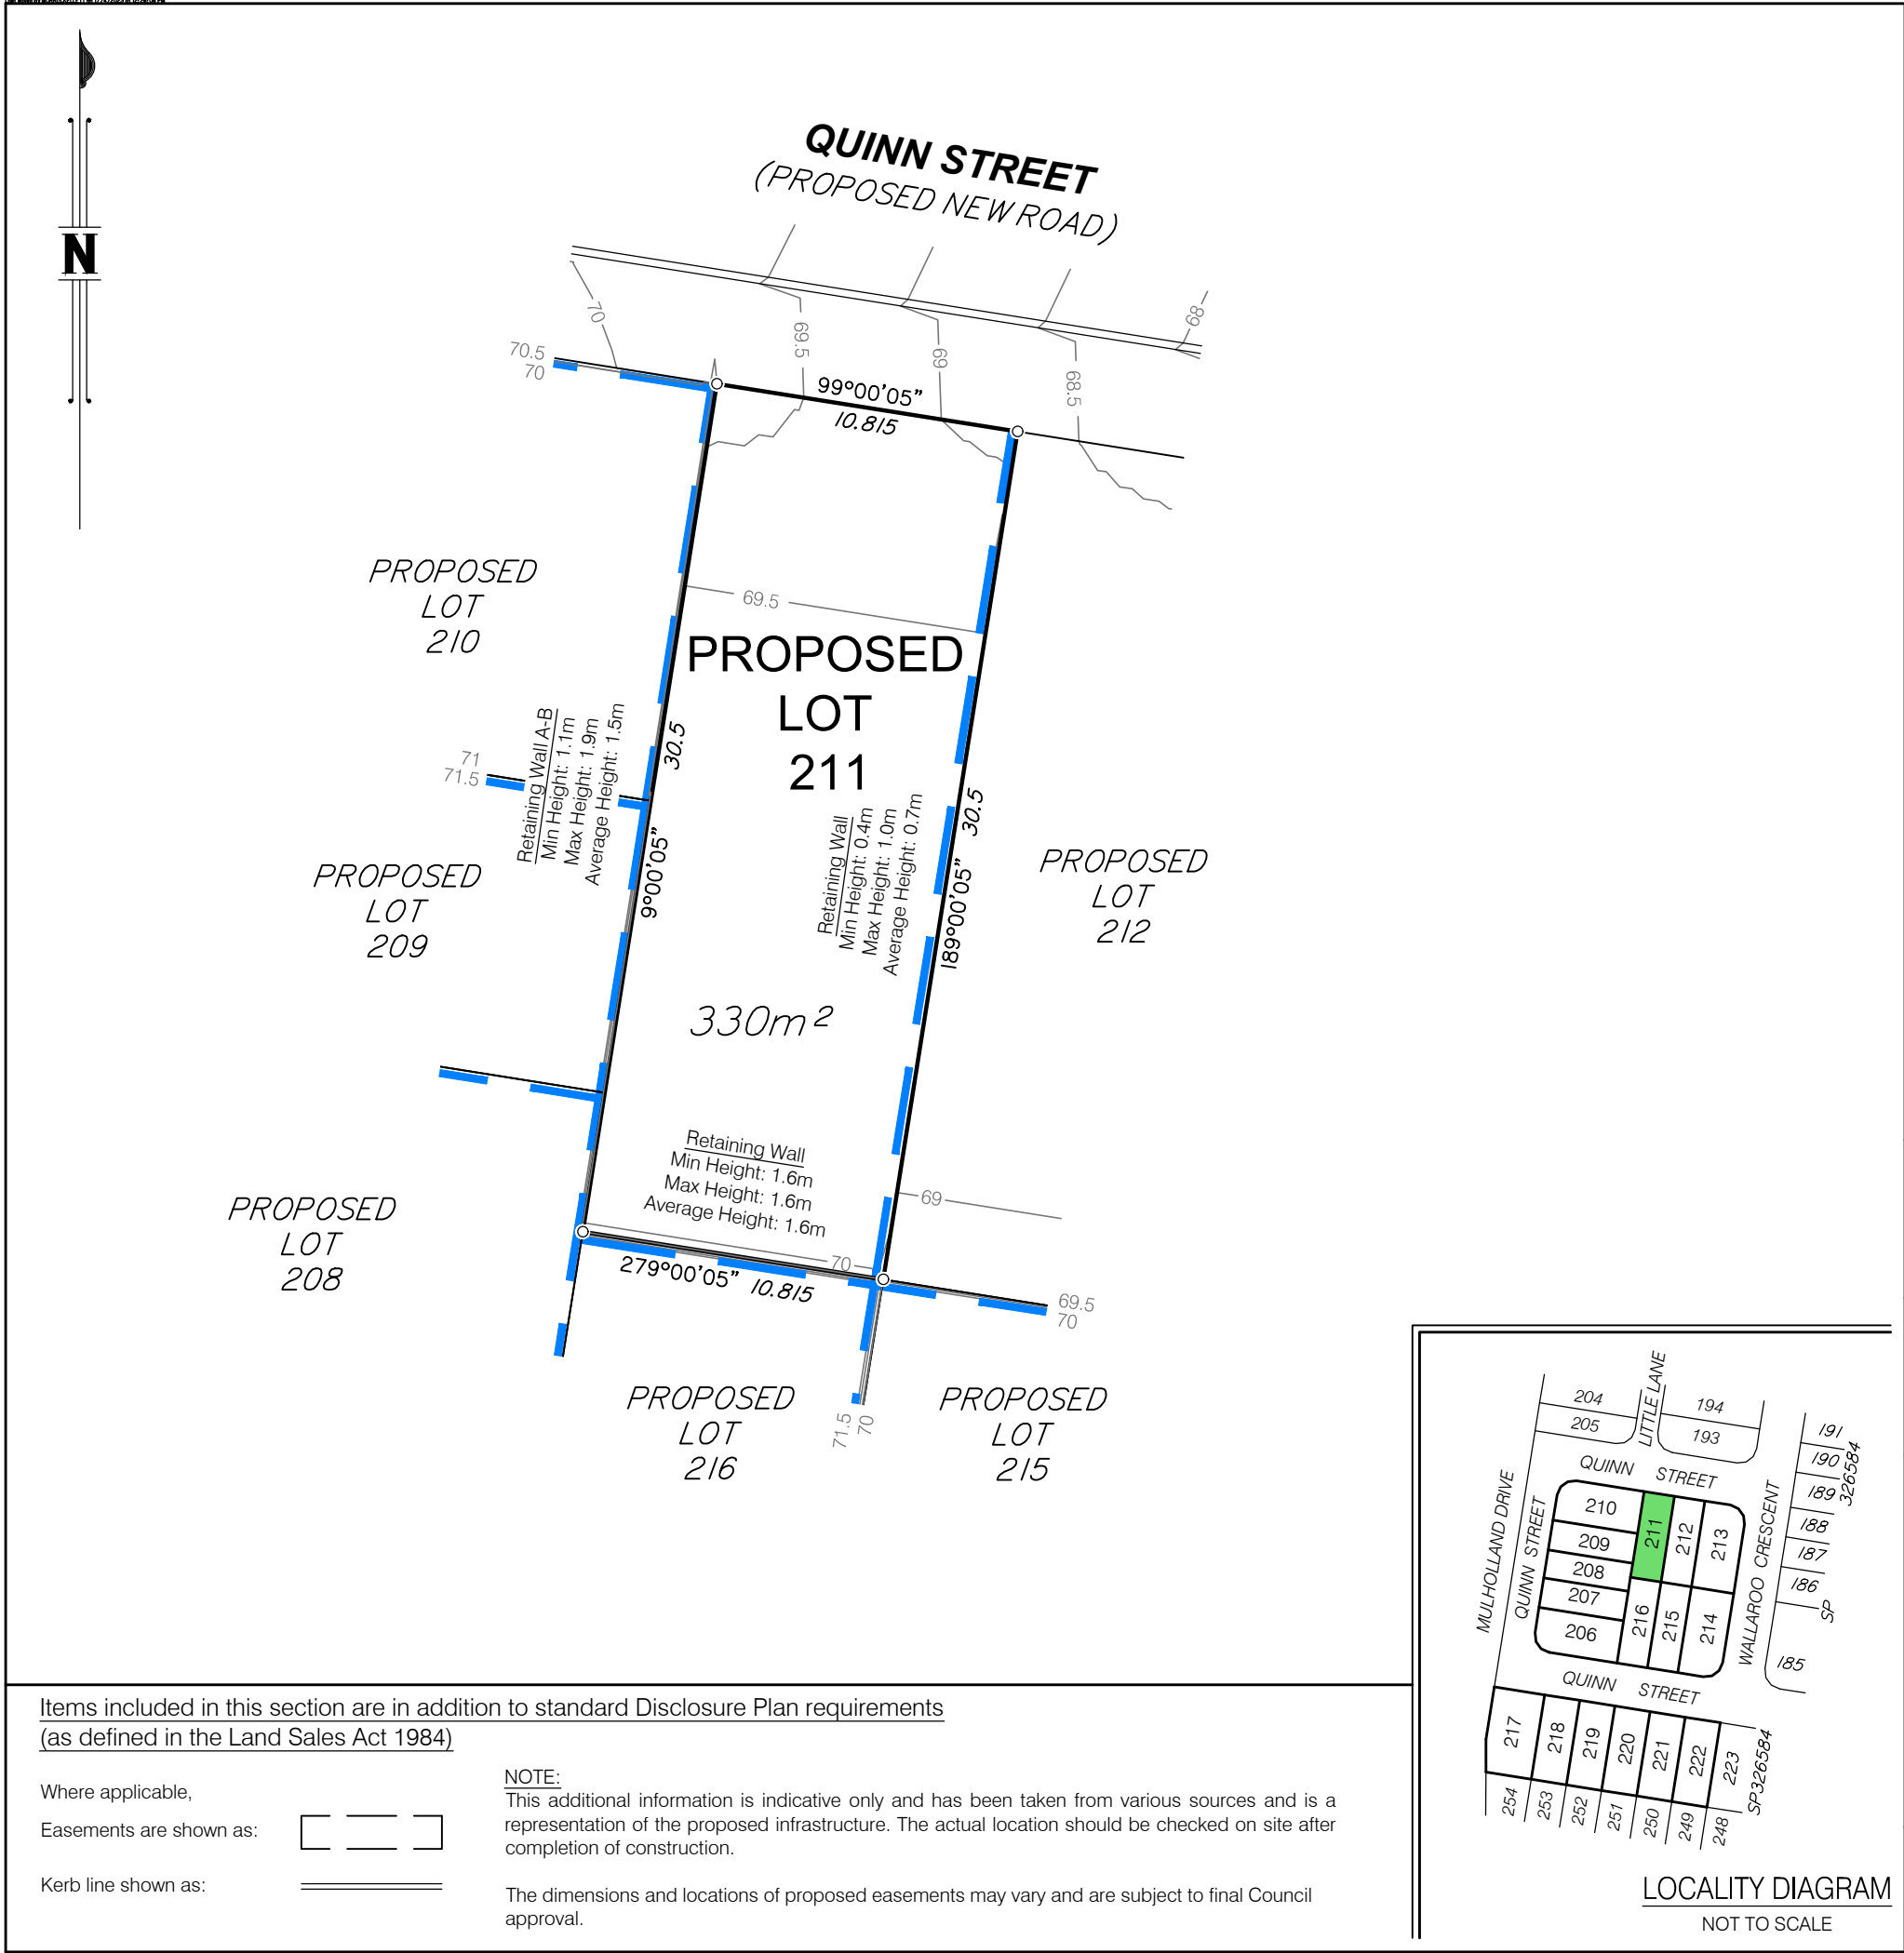 N
QUINN STREET
(PROPOSED NEW ROAD)
70
69.5
69
68.5
68
70.5
70
99°00'05"
10.815
PROPOSED
LOT
210
69.5
PROPOSED
LOT
211
Retaining Wall A-B
Min Height: 1.1m
Max Height: 1.9m
Average Height: 1.5m
30.5
9°00'05"
71
71.5
Retaining Wall
Min Height: 0.4m
Max Height: 1.0m
Average Height: 0.7m
30.5
189°00'05"
PROPOSED
LOT
209
PROPOSED
LOT
212
330m²
Retaining Wall
Min Height: 1.6m
Max Height: 1.6m
Average Height: 1.6m
69
PROPOSED
LOT
208
70
279°00'05" 10.815
69.5
70
71.5
70
PROPOSED
LOT
216
PROPOSED
LOT
215
204
205
LITTLE LANE
194
193
191
190
189
188
187
186
185
SP 326584
QUINN STREET
MULHOLLAND DRIVE
QUINN STREET
WALLAROO CRESCENT
210
209
208
207
206
211
212
213
216
215
214
QUINN STREET
217
218
219
220
221
222
223
SP326584
254
253
252
251
250
249
248
LOCALITY DIAGRAM
NOT TO SCALE
Items included in this section are in addition to standard Disclosure Plan requirements
(as defined in the Land Sales Act 1984)
Where applicable,
Easements are shown as:
Kerb line shown as:
NOTE:
This additional information is indicative only and has been taken from various sources and is a
representation of the proposed infrastructure. The actual location should be checked on site after
completion of construction.
The dimensions and locations of proposed easements may vary and are subject to final Council
approval.